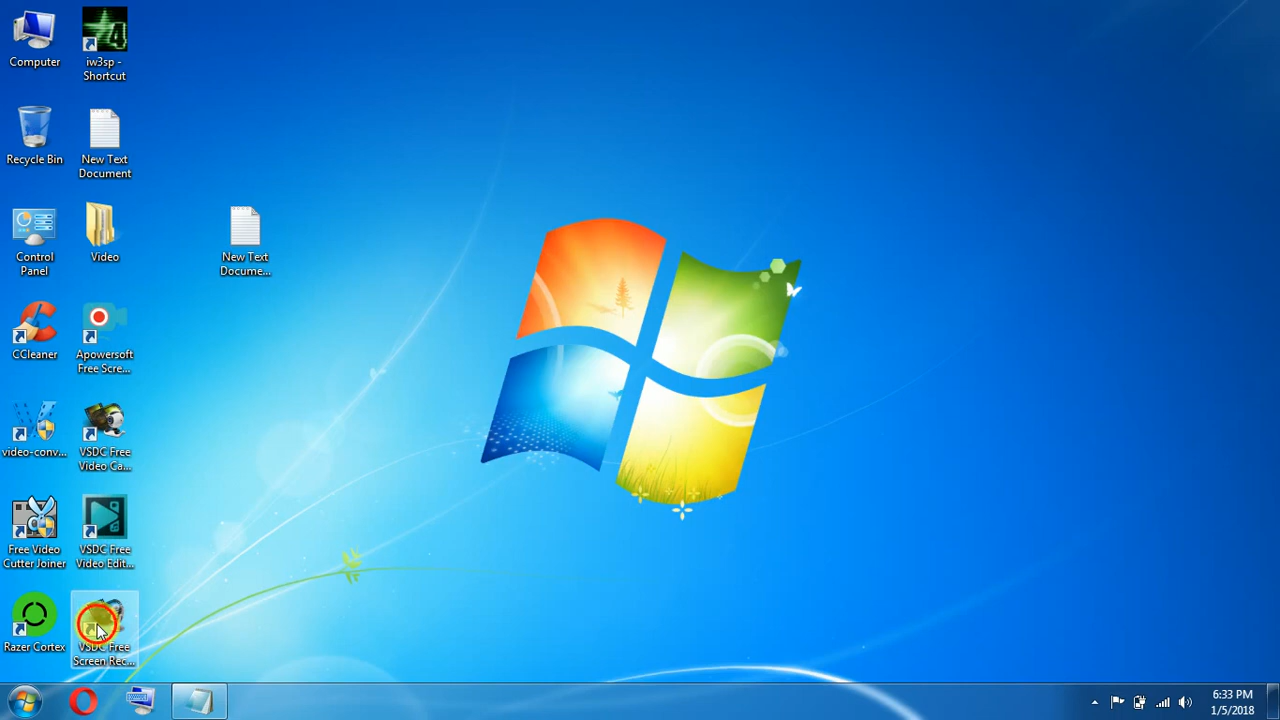 Computer
iw3sp -
Shortcut
Recycle Bin
New Text
Document
Control
Panel
Video
New Text
Docume...
CCleaner
Apowersoft
Free Scre...
video-conv...
VSDC Free
Video Ca...
Free Video
Cutter Joiner
VSDC Free
Video Edit...
Razer Cortex
VSDC Free
Screen Rec...
6:33 PM
1/5/2018